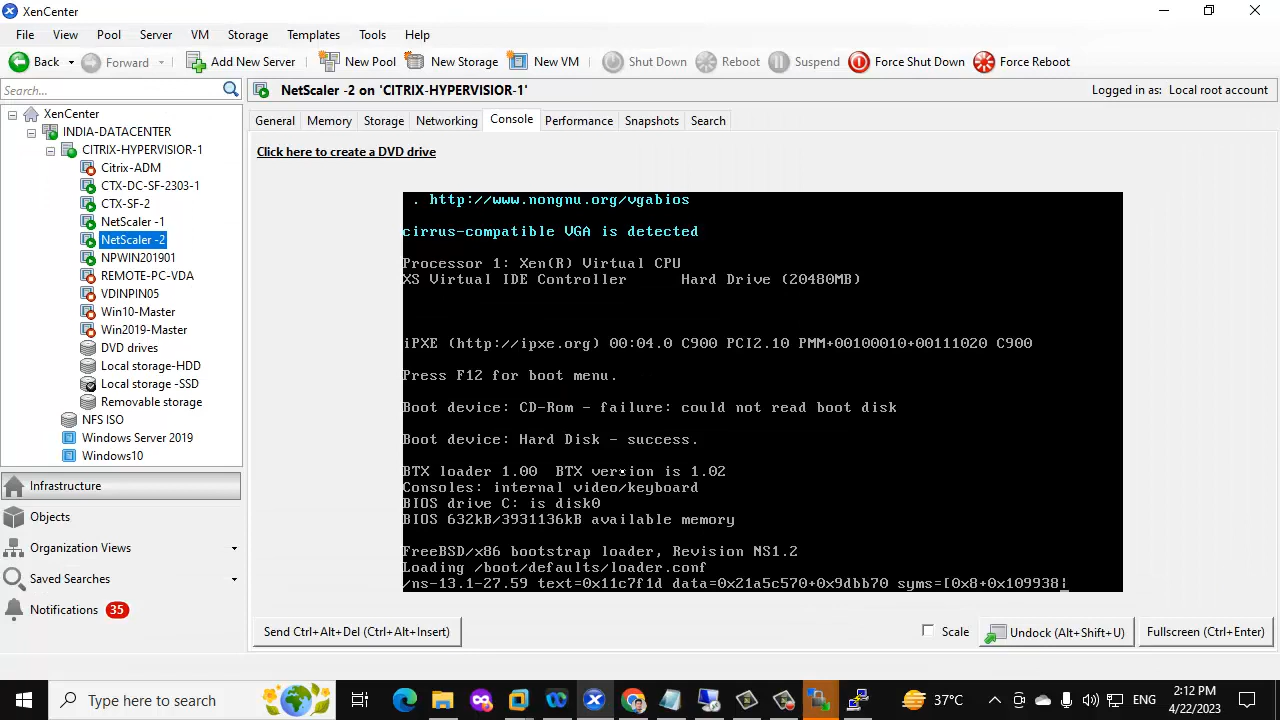 XenCenter
File View Pool Server VM Storage Templates Tools Help
Back Forward Add New Server New Pool New Storage New VM Shut Down Reboot Suspend Force Shut Down Force Reboot
Search...
NetScaler -2 on 'CITRIX-HYPERVISIOR-1'
Logged in as: Local root account
General Memory Storage Networking Console Performance Snapshots Search
Click here to create a DVD drive
XenCenter
INDIA-DATACENTER
CITRIX-HYPERVISIOR-1
Citrix-ADM
CTX-DC-SF-2303-1
CTX-SF-2
NetScaler -1
NetScaler -2
NPWIN201901
REMOTE-PC-VDA
VDINPIN05
Win10-Master
Win2019-Master
DVD drives
Local storage-HDD
Local storage -SSD
Removable storage
NFS ISO
Windows Server 2019
Windows10
Infrastructure
Objects
Organization Views
Saved Searches
Notifications 35
. http://www.nongnu.org/vgabios
cirrus-compatible VGA is detected
Processor 1: Xen(R) Virtual CPU
XS Virtual IDE Controller Hard Drive (20480MB)
iPXE (http://ipxe.org) 00:04.0 C900 PCI2.10 PMM+00100010+00111020 C900
Press F12 for boot menu.
Boot device: CD-Rom - failure: could not read boot disk
Boot device: Hard Disk - success.
BTX loader 1.00 BTX version is 1.02
Consoles: internal video/keyboard
BIOS drive C: is disk0
BIOS 632kB/3931136kB available memory
FreeBSD/x86 bootstrap loader, Revision NS1.2
Loading /boot/defaults/loader.conf
/ns-13.1-27.59 text=0x11c7f1d data=0x21a5c570+0x9dbb70 syms=[0x8+0x109938|
Send Ctrl+Alt+Del (Ctrl+Alt+Insert)
Scale
Undock (Alt+Shift+U)
Fullscreen (Ctrl+Enter)
Type here to search
37°C
ENG
2:12 PM
4/22/2023